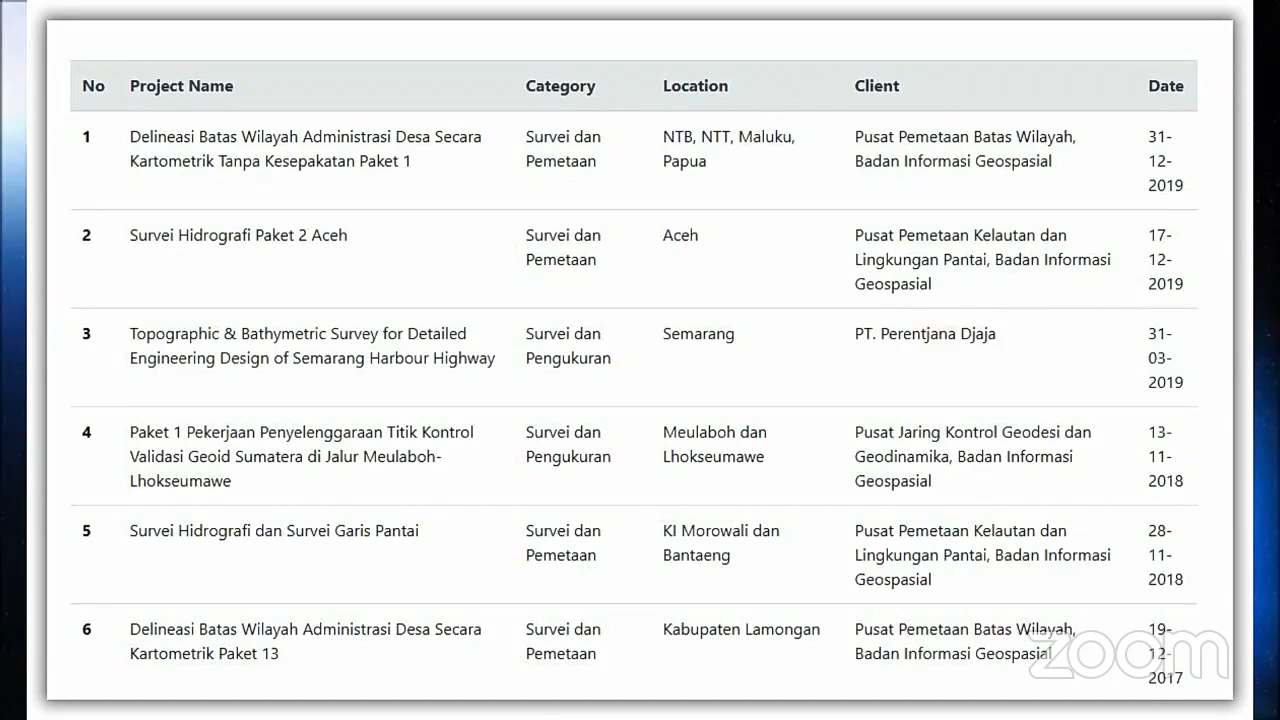 No Project Name Category Location Client Date
1 Delineasi Batas Wilayah Administrasi Desa Secara Survei dan NTB, NTT, Maluku, Pusat Pemetaan Batas Wilayah, 31-
Kartometrik Tanpa Kesepakatan Paket 1 Pemetaan Papua Badan Informasi Geospasial 12-
2019
2 Survei Hidrografi Paket 2 Aceh Survei dan Aceh Pusat Pemetaan Kelautan dan 17-
Pemetaan Lingkungan Pantai, Badan Informasi 12-
Geospasial 2019
3 Topographic & Bathymetric Survey for Detailed Survei dan Semarang PT. Perentjana Djaja 31-
Engineering Design of Semarang Harbour Highway Pengukuran 03-
2019
4 Paket 1 Pekerjaan Penyelenggaraan Titik Kontrol Survei dan Meulaboh dan Pusat Jaring Kontrol Geodesi dan 13-
Validasi Geoid Sumatera di Jalur Meulaboh- Pengukuran Lhokseumawe Geodinamika, Badan Informasi 11-
Lhokseumawe Geospasial 2018
5 Survei Hidrografi dan Survei Garis Pantai Survei dan KI Morowali dan Pusat Pemetaan Kelautan dan 28-
Pemetaan Bantaeng Lingkungan Pantai, Badan Informasi 11-
Geospasial 2018
6 Delineasi Batas Wilayah Administrasi Desa Secara Survei dan Kabupaten Lamongan Pusat Pemetaan Batas Wilayah, 19-
Kartometrik Paket 13 Pemetaan Badan Informasi Geospasial 12-
2017
zoom